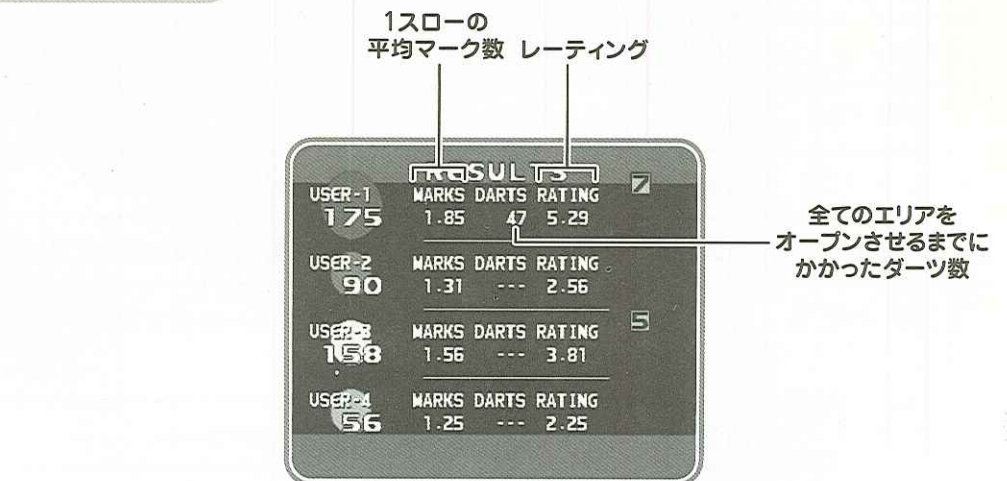 1スローの
平均マーク数 レーティング
RESULTS
USER-1 MARKS DARTS RATING 7
175 1.85 47 5.29
全てのエリアを
オープンさせるまでに
かかったダーツ数
USER-2 MARKS DARTS RATING
90 1.31 --- 2.56
USER-3 MARKS DARTS RATING 5
158 1.56 --- 3.81
USER-4 MARKS DARTS RATING
56 1.25 --- 2.25